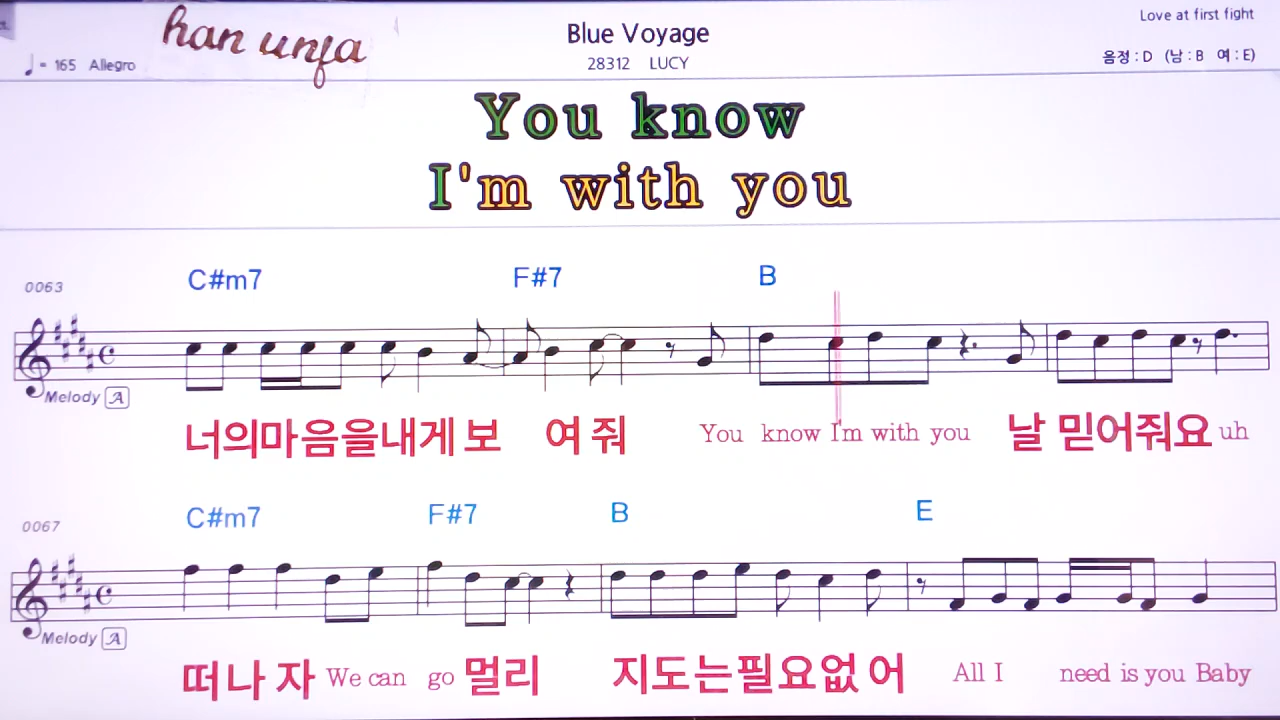 han unfa
Love at first fight
Blue Voyage
28312 LUCY
♩ = 165 Allegro
음정 : D (남 : B 여 : E)
You know
I'm with you
0063
C#m7 F#7 B
Melody A
너의마음을내게 보 여 줘 You know I'm with you 날 믿어줘요 uh
0067
C#m7 F#7 B E
Melody A
떠나 자 We can go 멀리 지도는필요없 어 All I need is you Baby